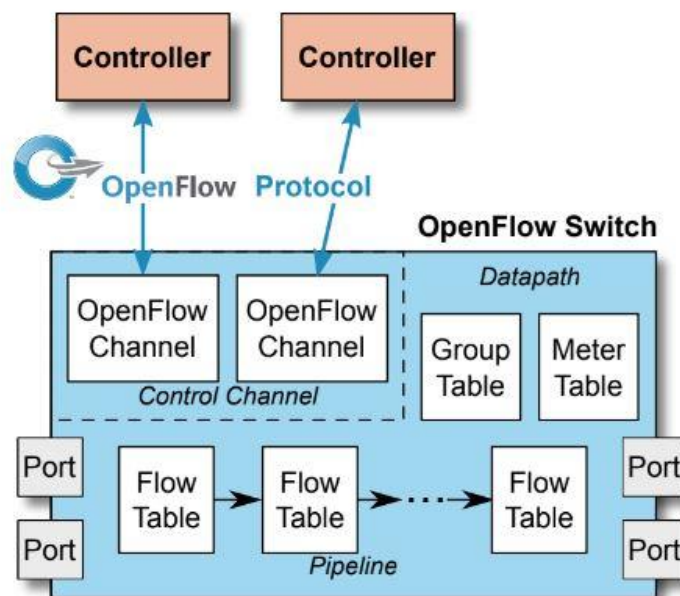 Controller
Controller
OpenFlow
Protocol
OpenFlow Switch
Datapath
OpenFlow
Channel
OpenFlow
Channel
Control Channel
Group
Table
Meter
Table
Port
Port
Flow
Table
Flow
Table
Flow
Table
Pipeline
Port
Port